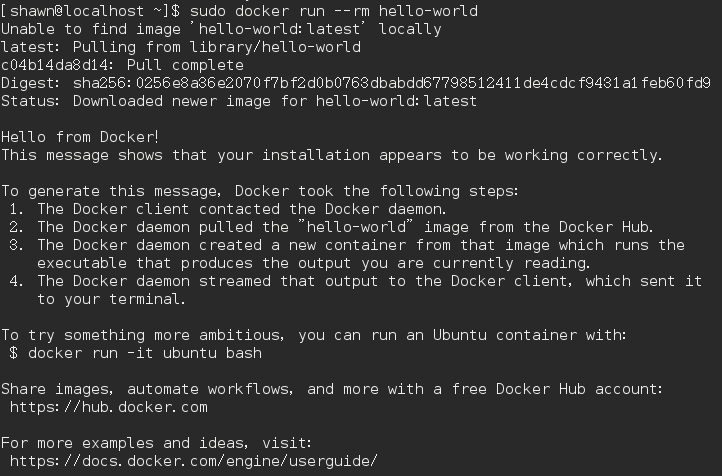 [shawn@localhost ~]$ sudo docker run --rm hello-world
Unable to find image 'hello-world:latest' locally
latest: Pulling from library/hello-world
c04b14da8d14: Pull complete
Digest: sha256:0256e8a36e2070f7bf2d0b0763dbabdd67798512411de4cdcf9431a1feb60fd9
Status: Downloaded newer image for hello-world:latest

Hello from Docker!
This message shows that your installation appears to be working correctly.

To generate this message, Docker took the following steps:
 1. The Docker client contacted the Docker daemon.
 2. The Docker daemon pulled the "hello-world" image from the Docker Hub.
 3. The Docker daemon created a new container from that image which runs the
    executable that produces the output you are currently reading.
 4. The Docker daemon streamed that output to the Docker client, which sent it
    to your terminal.

To try something more ambitious, you can run an Ubuntu container with:
 $ docker run -it ubuntu bash

Share images, automate workflows, and more with a free Docker Hub account:
 https://hub.docker.com

For more examples and ideas, visit:
 https://docs.docker.com/engine/userguide/